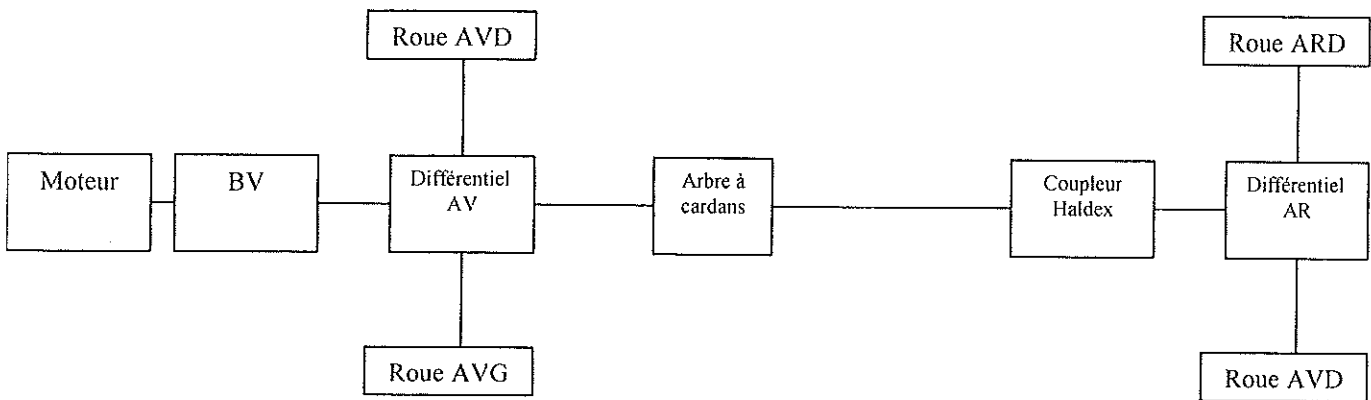 Roue AVD
Roue ARD
Moteur
BV
Différentiel
AV
Arbre à
cardans
Coupleur
Haldex
Différentiel
AR
Roue AVG
Roue AVD